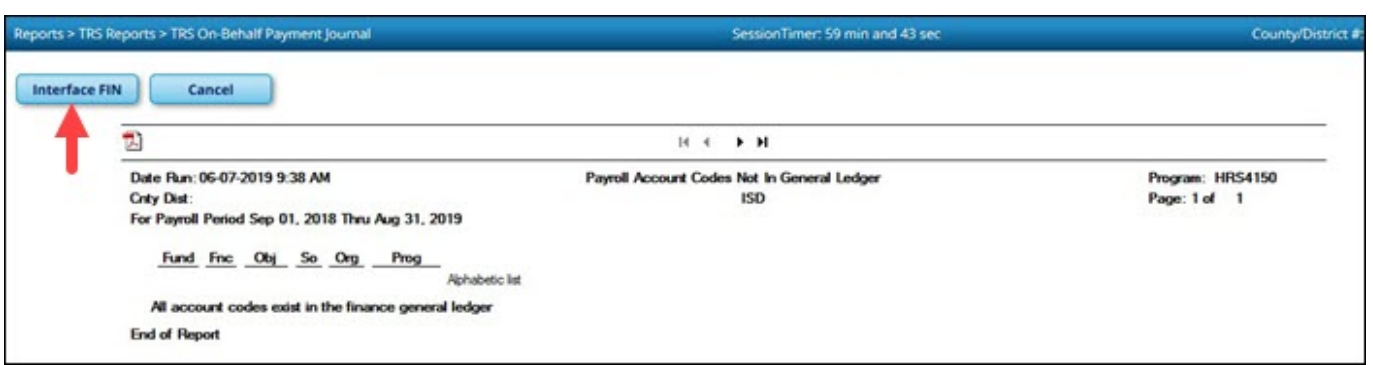 Reports > TRS Reports > TRS On-Behalf Payment Journal SessionTimer: 59 min and 43 sec County/District #:
Interface FIN Cancel
Date Run: 06-07-2019 9:38 AM Payroll Account Codes Not In General Ledger Program: HRS4150
Cnty Dist: ISD Page: 1 of 1
For Payroll Period Sep 01, 2018 Thru Aug 31, 2019
Fund Fnc Obj So Org Prog
Alphabetic list
All account codes exist in the finance general ledger
End of Report